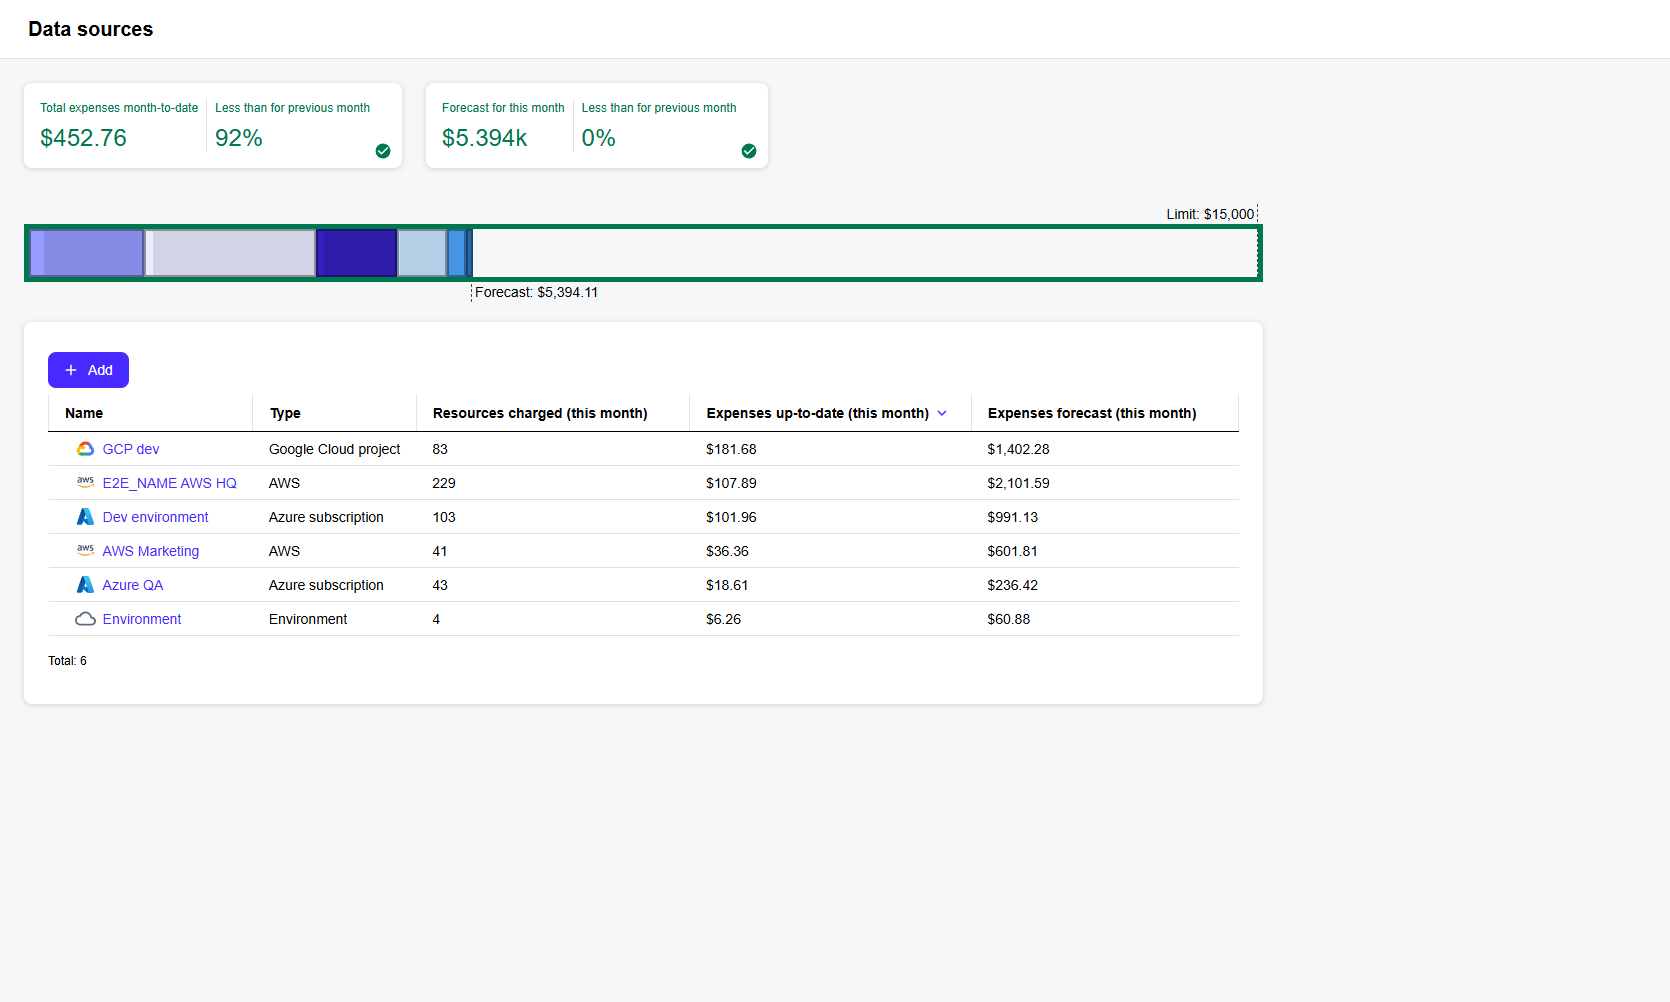 Data sources
Total expenses month-to-date
$452.76
Less than for previous month
92%
Forecast for this month
$5.394k
Less than for previous month
0%
Limit: $15,000
Forecast: $5,394.11
Add
Name Type Resources charged (this month) Expenses up-to-date (this month) Expenses forecast (this month)
GCP dev Google Cloud project 83 $181.68 $1,402.28
aws E2E_NAME AWS HQ AWS 229 $107.89 $2,101.59
Dev environment Azure subscription 103 $101.96 $991.13
aws AWS Marketing AWS 41 $36.36 $601.81
Azure QA Azure subscription 43 $18.61 $236.42
Environment Environment 4 $6.26 $60.88
Total: 6